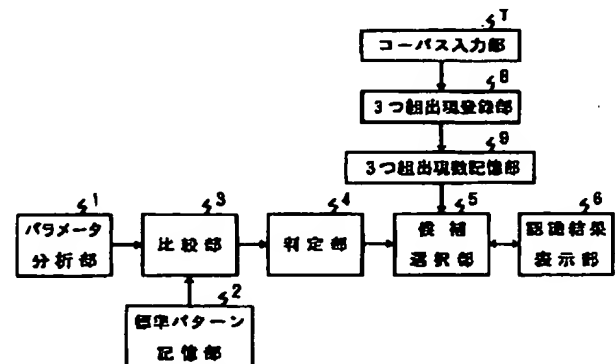 7
コーパス入力部
8
3つ組出現登録部
9
3つ組出現数記憶部
1
パラメータ
分析部
3
比較部
4
判定部
5
候補
選択部
6
認識結果
表示部
2
標準パターン
記憶部